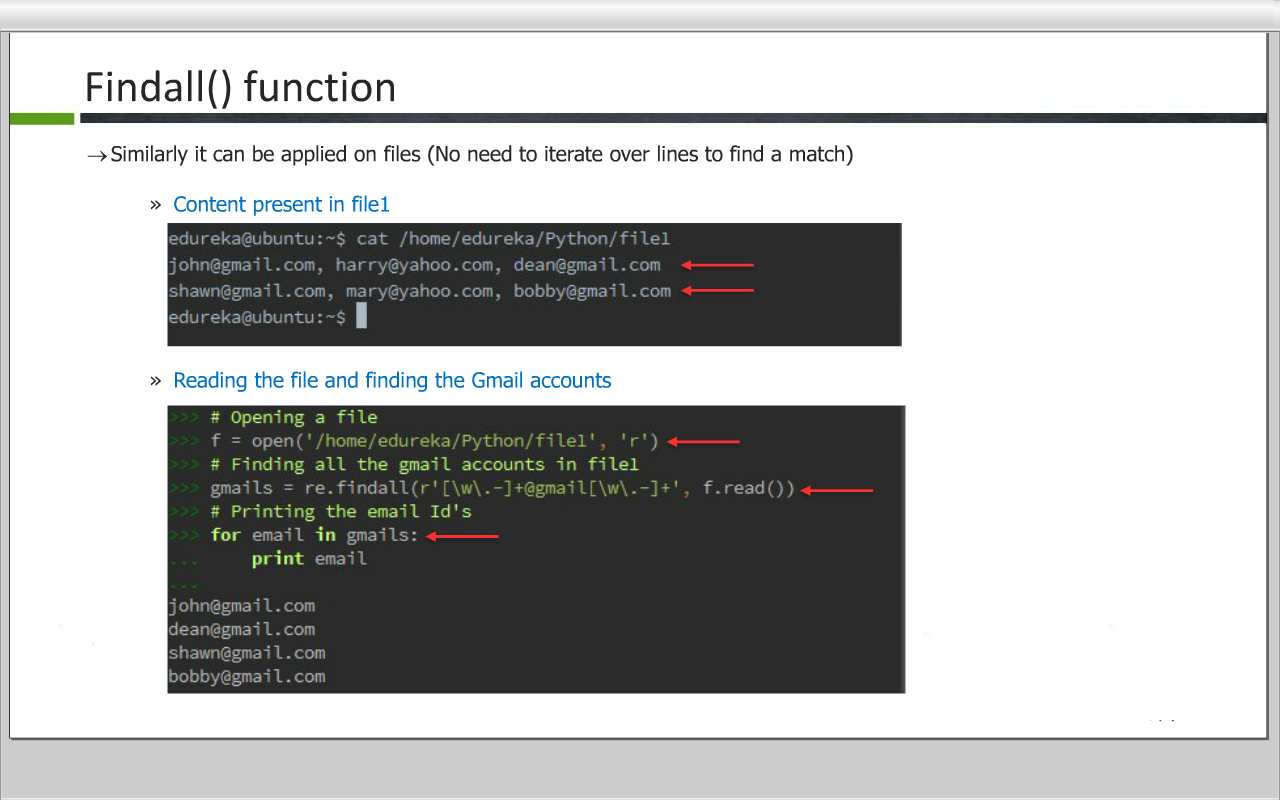 Findall() function
→Similarly it can be applied on files (No need to iterate over lines to find a match)
» Content present in file1
edureka@ubuntu:~$ cat /home/edureka/Python/file1
john@gmail.com, harry@yahoo.com, dean@gmail.com
shawn@gmail.com, mary@yahoo.com, bobby@gmail.com
edureka@ubuntu:~$
» Reading the file and finding the Gmail accounts
>>> # Opening a file
>>> f = open('/home/edureka/Python/file1', 'r')
>>> # Finding all the gmail accounts in file1
>>> gmails = re.findall(r'[\w\.-]+@gmail[\w\.-]+', f.read())
>>> # Printing the email Id's
>>> for email in gmails:
...     print email
...
john@gmail.com
dean@gmail.com
shawn@gmail.com
bobby@gmail.com